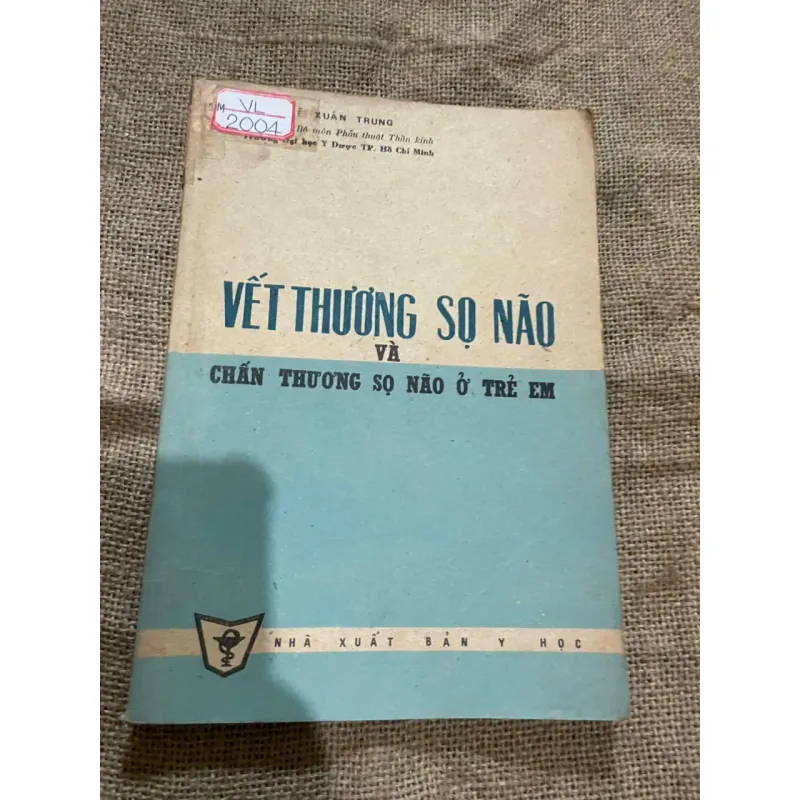 M VL
2004
XUÂN TRUNG
Bộ môn Phẫu thuật Thần kinh
Trường Đại học Y Dược TP. Hồ Chí Minh
VẾT THƯƠNG SỌ NÃO
VÀ
CHẤN THƯƠNG SỌ NÃO Ở TRẺ EM
NHÀ XUẤT BẢN Y HỌC